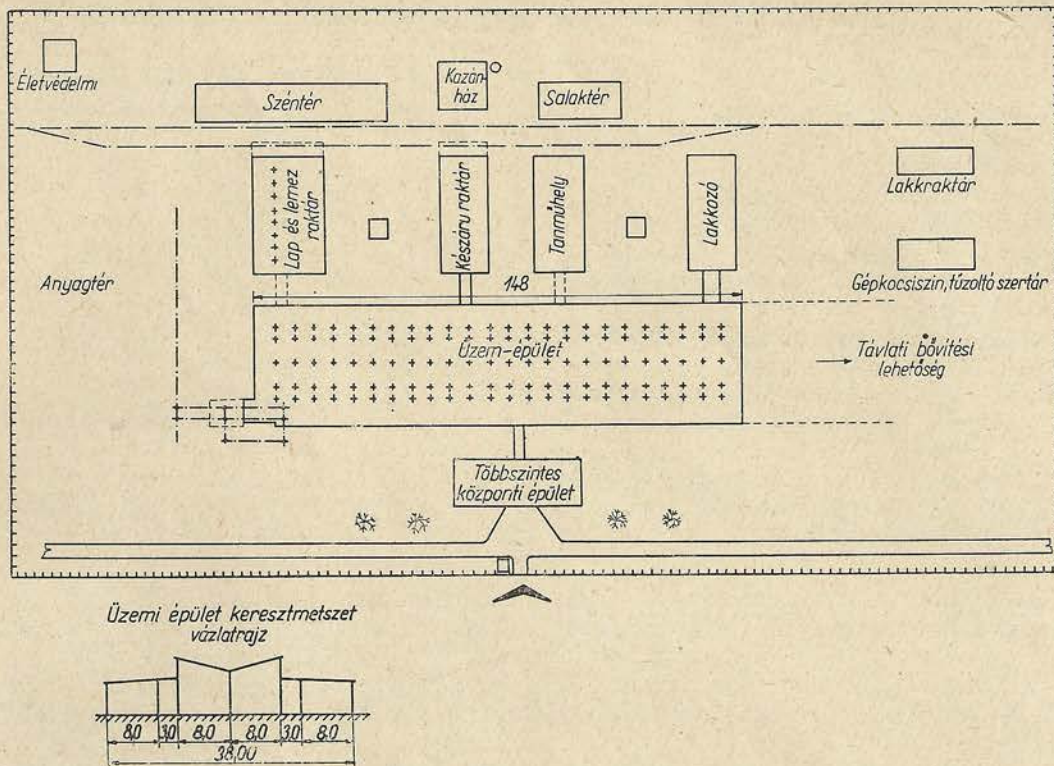 Életvédelmi
Széntér
Kazán-
ház
Salaktér
Lap és lemez
raktár
Készáru raktár
Tanműhely
Lakkozó
Lakkraktár
Anyagtér
148
Gépkocsiszin, tűzoltó szertár
Üzem-épület
Távlati bővítési
lehetőség
Többszintes
központi épület
Üzemi épület keresztmetszet
vázlatrajz
8,0 3,0 8,0 8,0 3,0 8,0
38,00